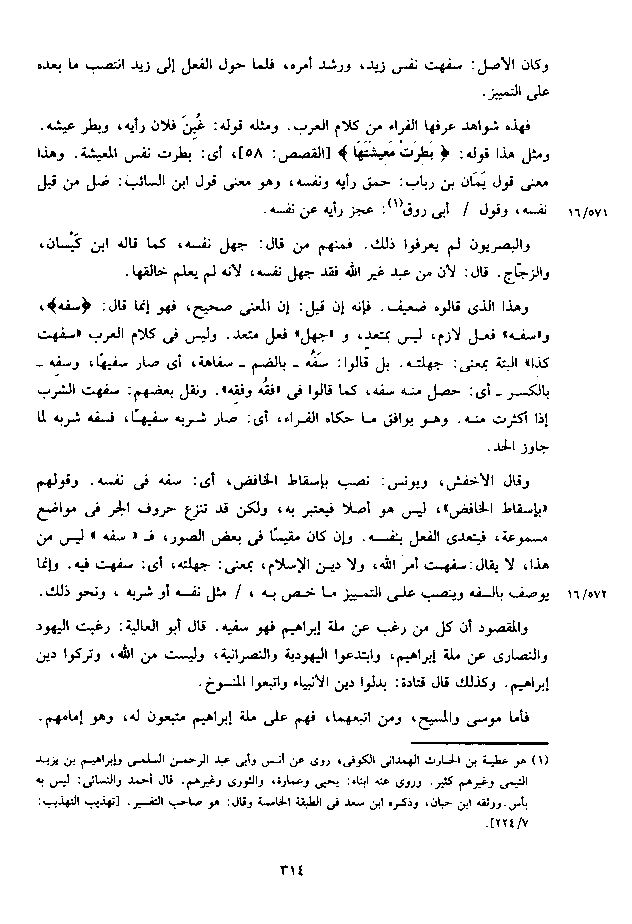 وكان الأصل: سفهت نفس زيد، ورشد أمره، فلما حول الفعل إلى زيد انتصب ما بعده
على التمييز.
فهذه شواهد عرفها الفراء من كلام العرب. ومثله قوله: غُبِنَ فلان رأيه، وبطر عيشه.
ومثل هذا قوله: ﴿ بَطِرَتْ مَعِيشَتَهَا ﴾ [القصص: ٥٨]، أى: بطرت نفس المعيشة. وهذا
معنى قول يَمَان بن رباب: حمق رأيه ونفسه، وهو معنى قول ابن السائب: ضل من قبل
١٦/٥٧١ نفسه، وقول / أبى روق(١): عجز رأيه عن نفسه.
والبصريون لم يعرفوا ذلك. فمنهم من قال: جهل نفسه، كما قاله ابن كَيْسان،
والزجّاج. قال: لأن من عبد غير الله فقد جهل نفسه، لأنه لم يعلم خالقها.
وهذا الذى قالوه ضعيف. فإنه إن قيل: إن المعنى صحيح، فهو إنما قال: ﴿سفه﴾،
و«سفه» فعل لازم، ليس بمتعد، و «جهل» فعل متعد. وليس فى كلام العرب «سفهت
كذا» البتة بمعنى: جهلته. بل قالوا: سَفُه ـ بالضم ـ سفاهة، أى صار سفيهًا، وسفِه ـ
بالكسر ـ أى: حصل منه سفه، كما قالوا فى «فقُه وفقِه». ونقل بعضهم: سفهت الشرب
إذا أكثرت منه. وهو يوافق ما حكاه الفراء، أى: صار شربه سفيهًا، فسفه شربه لما
جاوز الحد.
وقال الأخفش، ويونس: نصب بإسقاط الخافض، أى: سفه فى نفسه. وقولهم
«بإسقاط الخافض»، ليس هو أصلا فيعتبر به، ولكن قد تنزع حروف الجر فى مواضع
مسموعة، فيتعدى الفعل بنفسه. وإن كان مقيسًا فى بعض الصور، فـ « سفه » ليس من
هذا، لا يقال: سفهت أمر الله، ولا دين الإسلام، بمعنى: جهلته، أى: سفهت فيه. وإنما
١٦/٥٧٢ يوصف بالسفه وينصب على التمييز ما خص به ، / مثل نفسه أو شربه ، ونحو ذلك.
والمقصود أن كل من رغب عن ملة إبراهيم فهو سفيه. قال أبو العالية: رغبت اليهود
والنصارى عن ملة إبراهيم، وابتدعوا اليهودية والنصرانية، وليست من الله، وتركوا دين
إبراهيم. وكذلك قال قتادة: بدلوا دين الأنبياء واتبعوا المنسوخ.
فأما موسى والمسيح، ومن اتبعهما، فهم على ملة إبراهيم متبعون له، وهو إمامهم.
(١) هو عطية بن الحارث الهمدانى الكوفى، روى عن أنس وأبى عبد الرحمن السلمى وإبراهيم بن يزيد
التيمى وغيرهم كثير. وروى عنه ابناه: يحيى وعمارة، والثورى وغيرهم. قال أحمد والنسائى: ليس به
بأس. ووثقه ابن حبان، وذكره ابن سعد فى الطبقة الخامسة وقال: هو صاحب التفسير. [تهذيب التهذيب:
٧/٢٢٤].
٣١٤